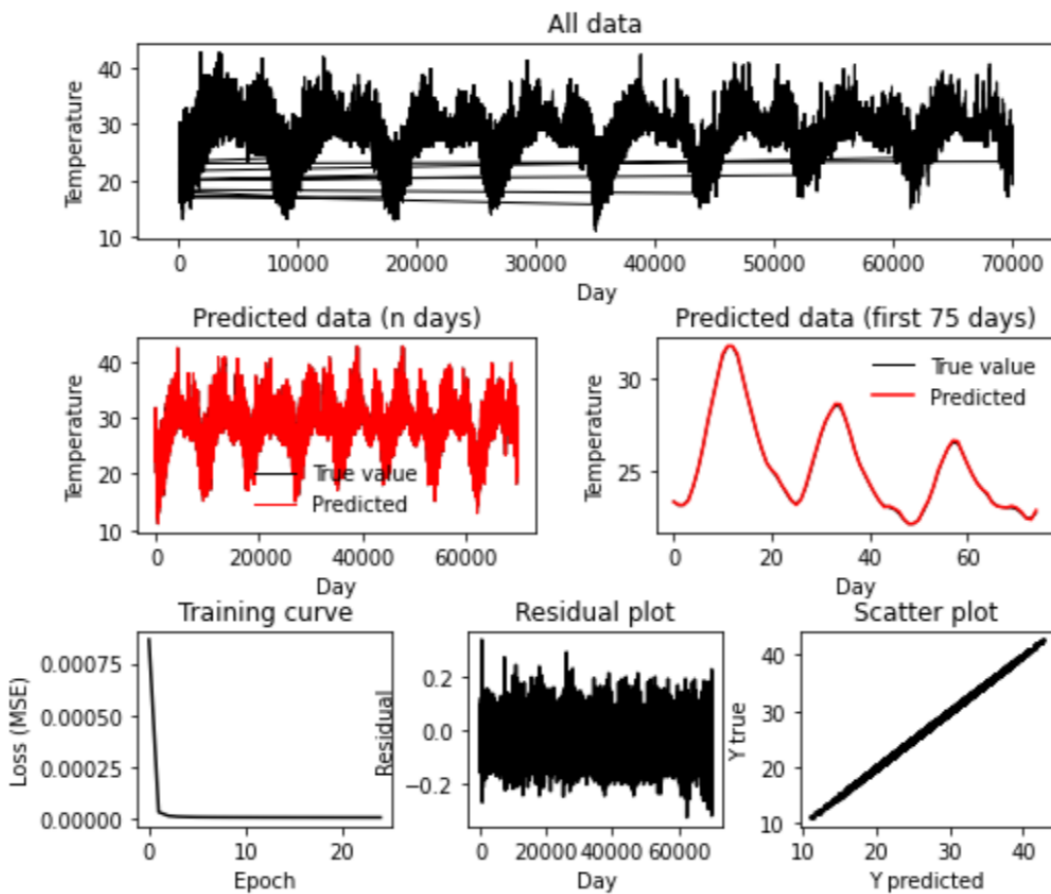 All data
Temperature
40
30
20
10
0 10000 20000 30000 40000 50000 60000 70000
Day
Predicted data (n days)
Temperature
40
30
20
10
True value
Predicted
0 20000 40000 60000
Day
Predicted data (first 75 days)
Temperature
30
25
True value
Predicted
0 20 40 60
Day
Training curve
Loss (MSE)
0.00075
0.00050
0.00025
0.00000
0 10 20
Epoch
Residual plot
Residual
0.2
0.0
−0.2
0 20000 40000 60000
Day
Scatter plot
Y true
40
30
20
10
10 20 30 40
Y predicted